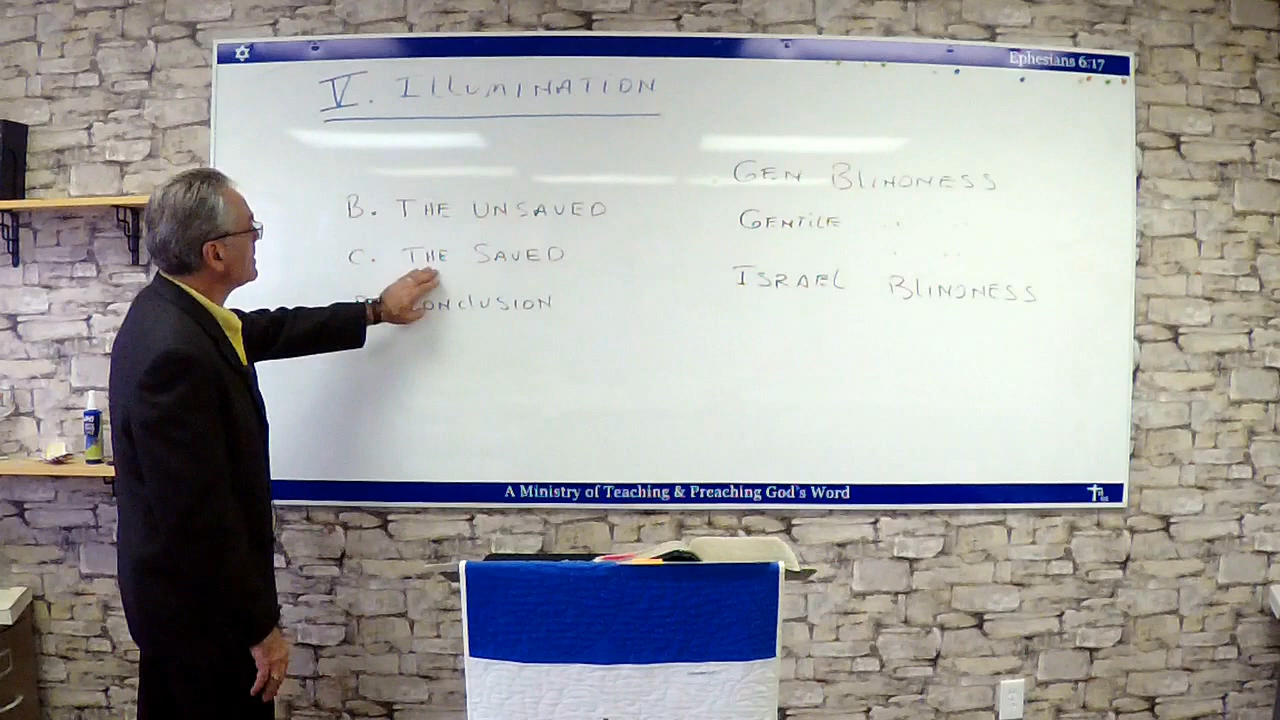 Ephesians 6:17
V. ILLUMINATION
B. THE UNSAVED
C. THE SAVED
CONCLUSION
GEN BLINDNESS
GENTILE " "
" "
ISRAEL BLINDNESS
A Ministry of Teaching & Preaching God's Word